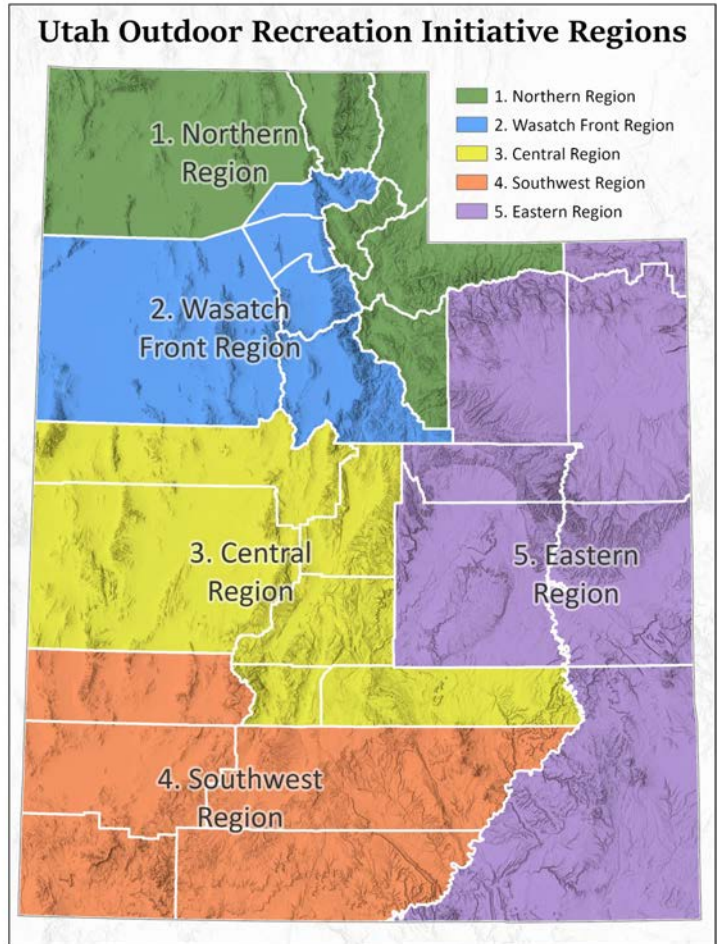 Utah Outdoor Recreation Initiative Regions
1. Northern Region
2. Wasatch Front Region
3. Central Region
4. Southwest Region
5. Eastern Region
1. Northern
Region
2. Wasatch
Front Region
3. Central
Region
5. Eastern
Region
4. Southwest
Region